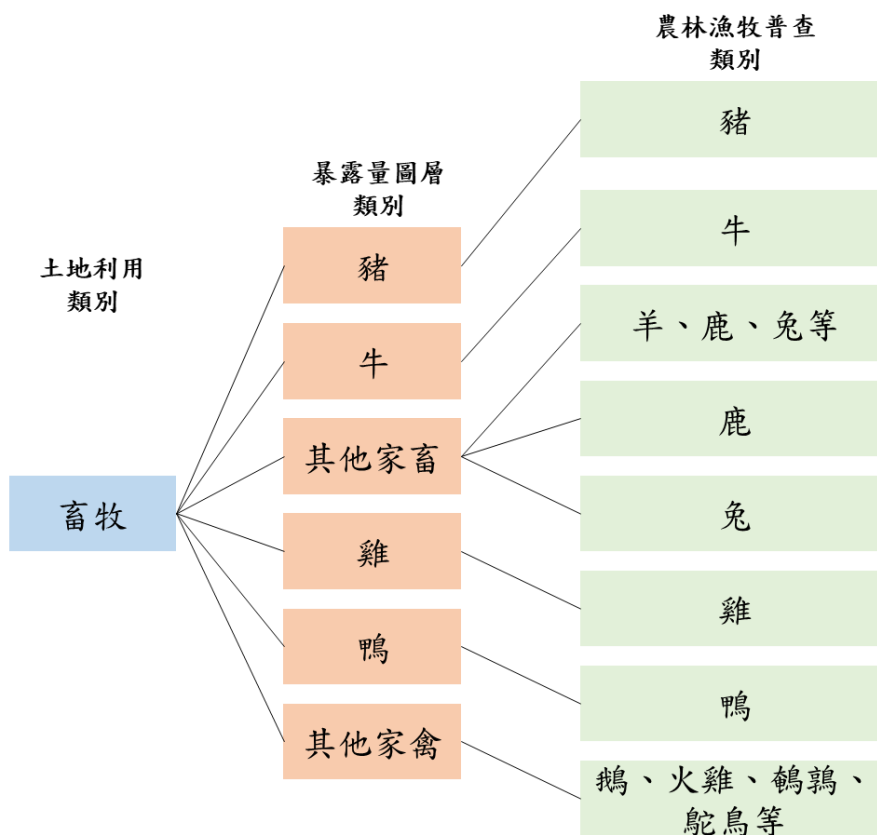 土地利用
類別
畜牧
暴露量圖層
類別
豬
牛
其他家畜
雞
鴨
其他家禽
農林漁牧普查
類別
豬
牛
羊、鹿、兔等
鹿
兔
雞
鴨
鵝、火雞、鵪鶉、
鴕鳥等